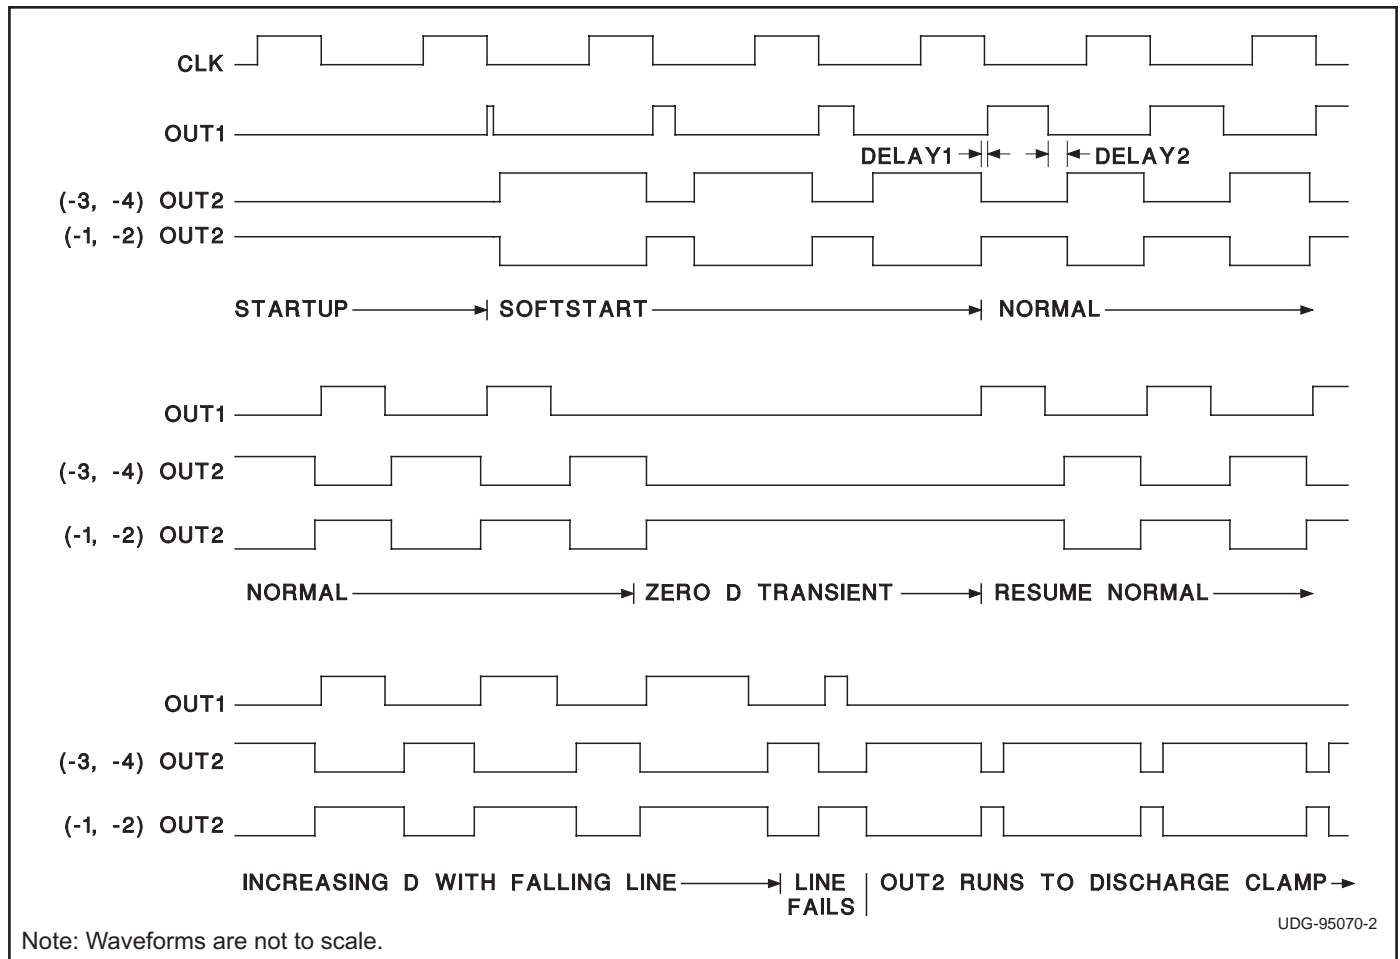 CLK
OUT1
DELAY1 DELAY2
(-3, -4) OUT2
(-1, -2) OUT2
STARTUP SOFTSTART NORMAL
OUT1
(-3, -4) OUT2
(-1, -2) OUT2
NORMAL ZERO D TRANSIENT RESUME NORMAL
OUT1
(-3, -4) OUT2
(-1, -2) OUT2
INCREASING D WITH FALLING LINE LINE OUT2 RUNS TO DISCHARGE CLAMP
FAILS
UDG-95070-2
Note: Waveforms are not to scale.